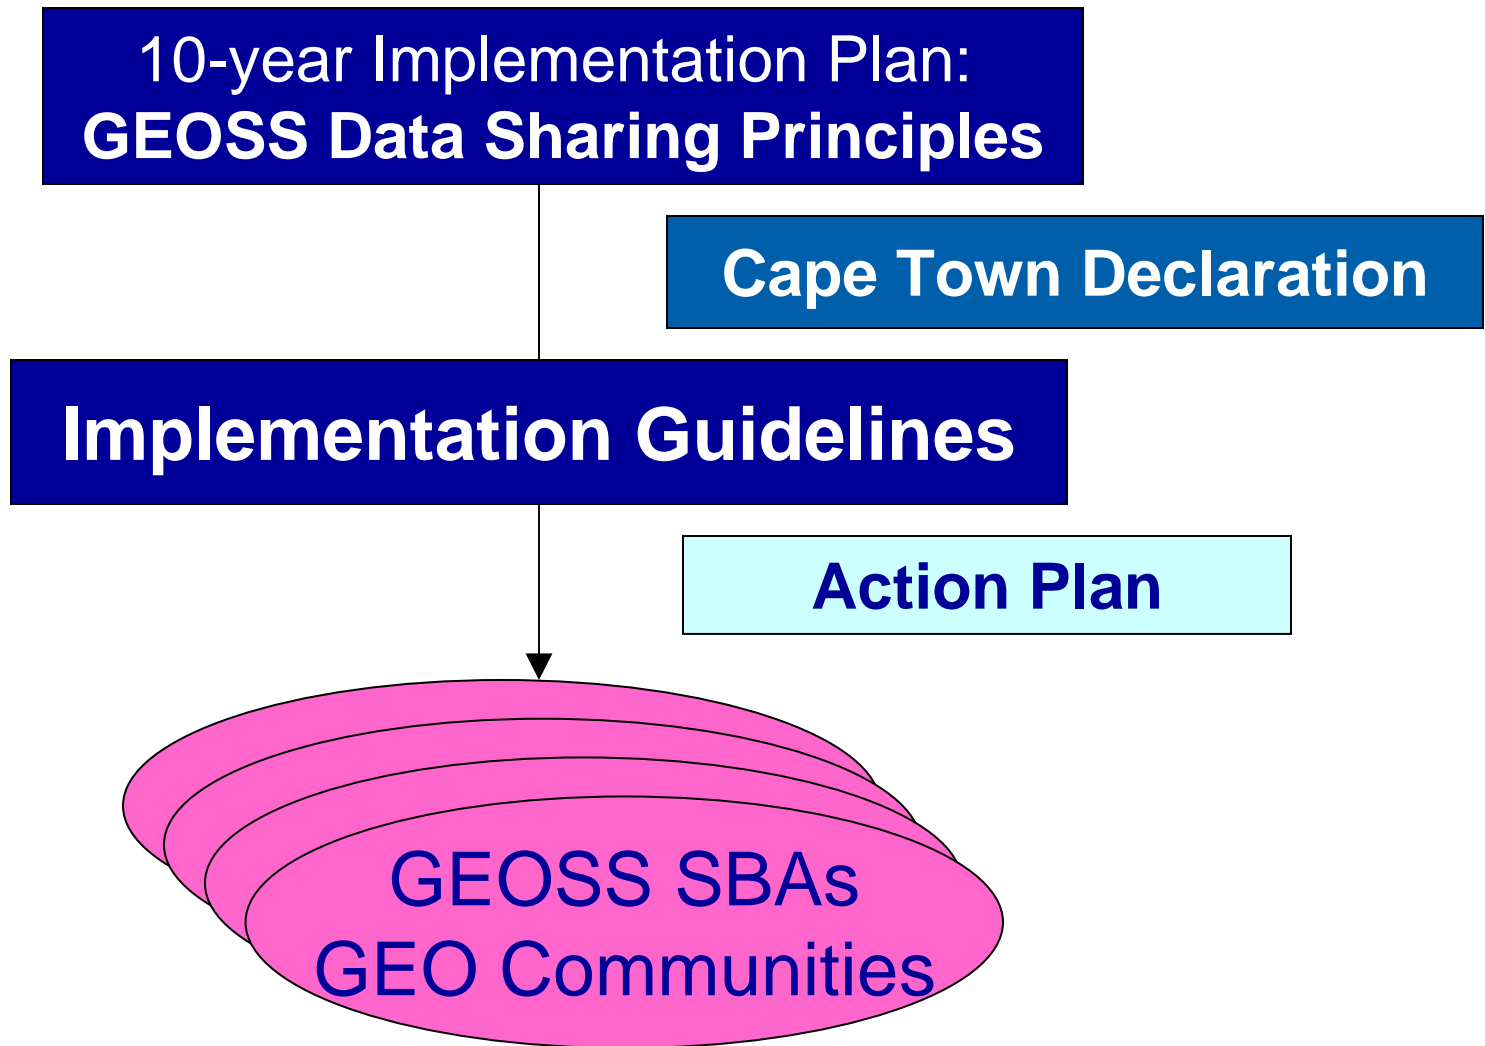 10-year Implementation Plan:
GEOSS Data Sharing Principles
Cape Town Declaration
Implementation Guidelines
Action Plan
GEOSS SBAs
GEO Communities